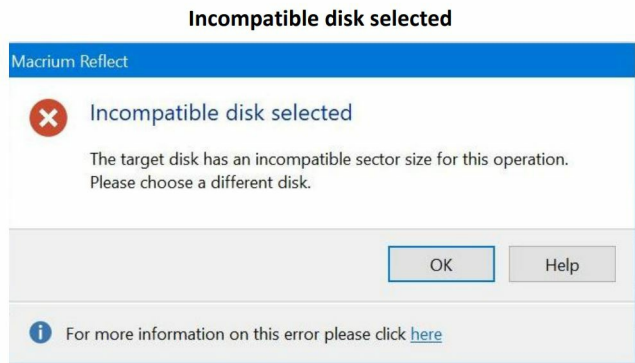 Incompatible disk selected
Macrium Reflect
Incompatible disk selected
The target disk has an incompatible sector size for this operation.
Please choose a different disk.
OK
Help
For more information on this error please click here